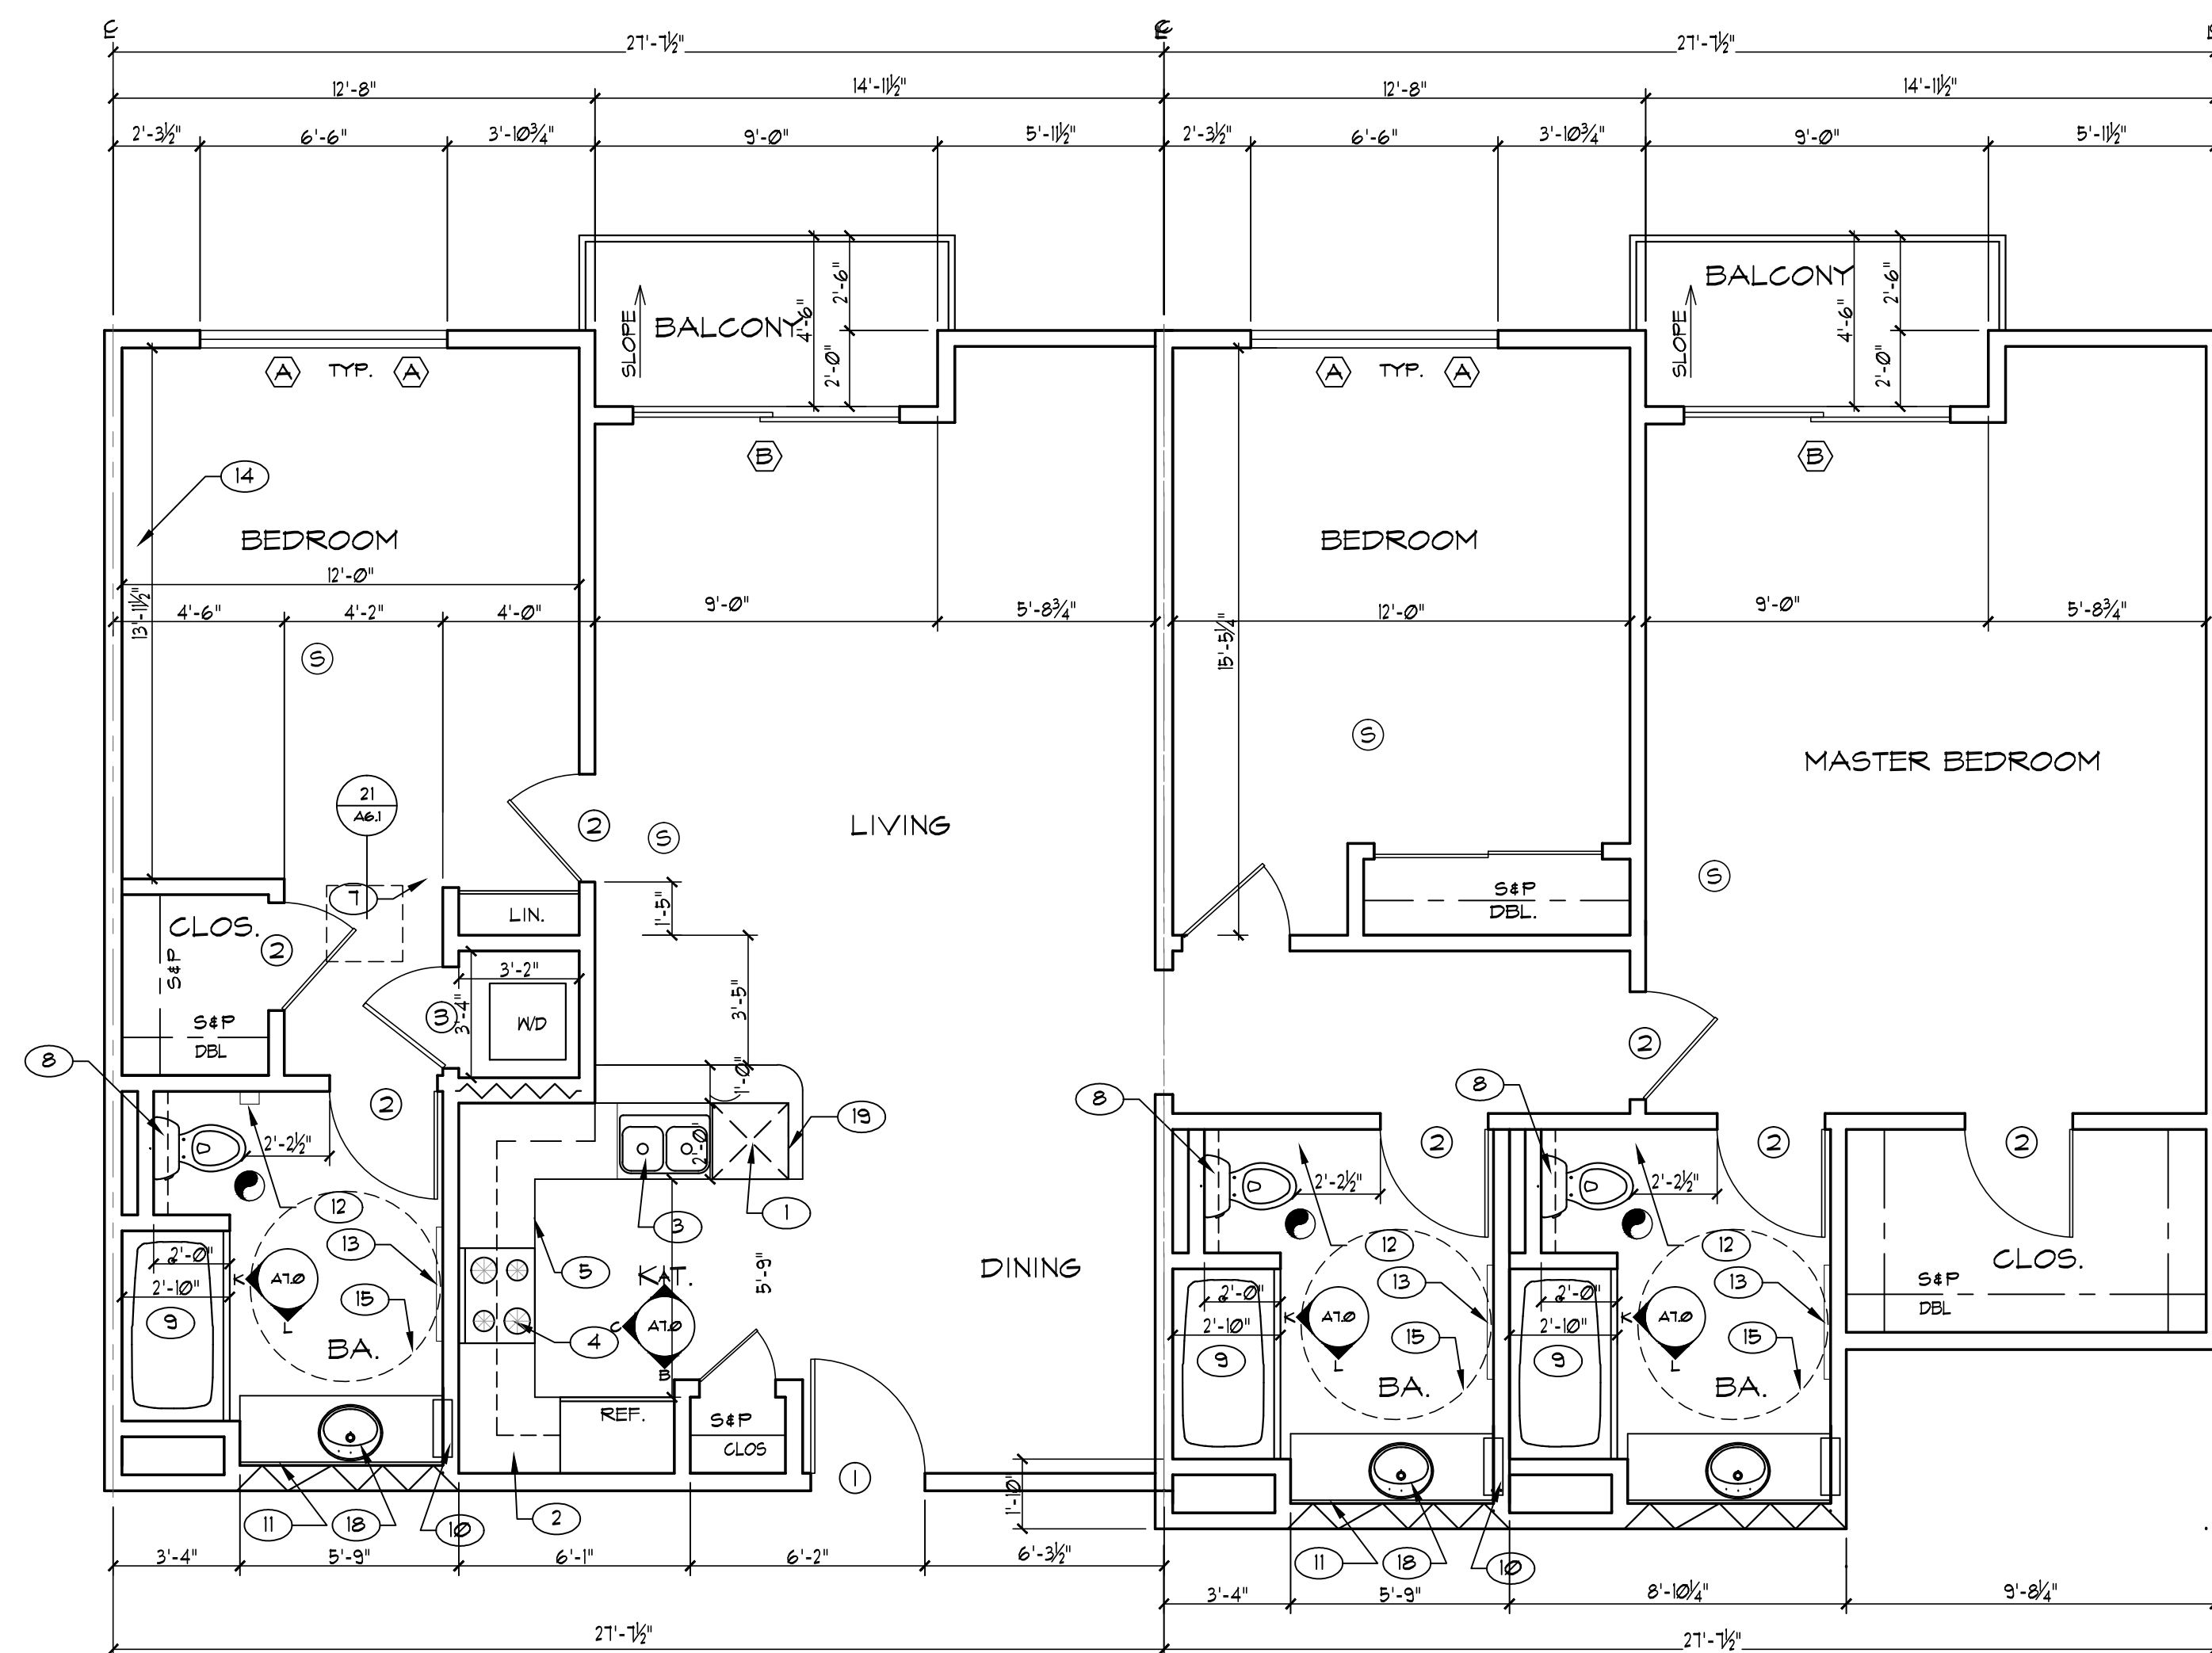 ℄ ℄
27'-7½" 27'-7½"
12'-8" 14'-11½" 12'-8" 14'-11½"
2'-3½" 6'-6" 3'-10¾" 9'-0" 5'-11½" 2'-3½" 6'-6" 3'-10¾" 9'-0" 5'-11½"
BALCONY SLOPE 4'-6" 2'-6" 2'-0"
BALCONY SLOPE 4'-6" 2'-6" 2'-0"
A TYP. A
A TYP. A
B
B
14
BEDROOM
BEDROOM
12'-0"
13'-11½"
4'-6" 4'-2" 4'-0" 9'-0" 5'-8¾" 12'-0" 9'-0" 5'-8¾"
15'-5¼"
S
S
MASTER BEDROOM
21
A6.1
2
S
LIVING
S
7
LIN.
1'-5"
S&P
DBL.
CLOS.
2
S&P
3'-2"
3'-4"
3
W/D
3'-5"
S&P
DBL
2
8
8
8
2
1'-0"
19
2'-0"
2'-2½"
2 2 2
2'-2½" 2'-2½"
12
3
1
13
5
KIT.
5'-9"
DINING
12 12
13 13
CLOS.
S&P
DBL
2'-0"
2'-10"
K A7.0 L
15
9
BA.
4
C A7.0 B
2'-0"
2'-10"
K A7.0 L
15
9
BA.
2'-0"
2'-10"
K A7.0 L
15
9
BA.
REF.
S&P
CLOS
1
1'-10"
11 18 10 2
11 18 10
3'-4" 5'-9" 6'-1" 6'-2" 6'-3½"
3'-4" 5'-9" 8'-10¼" 9'-8¼"
27'-7½" 27'-7½"